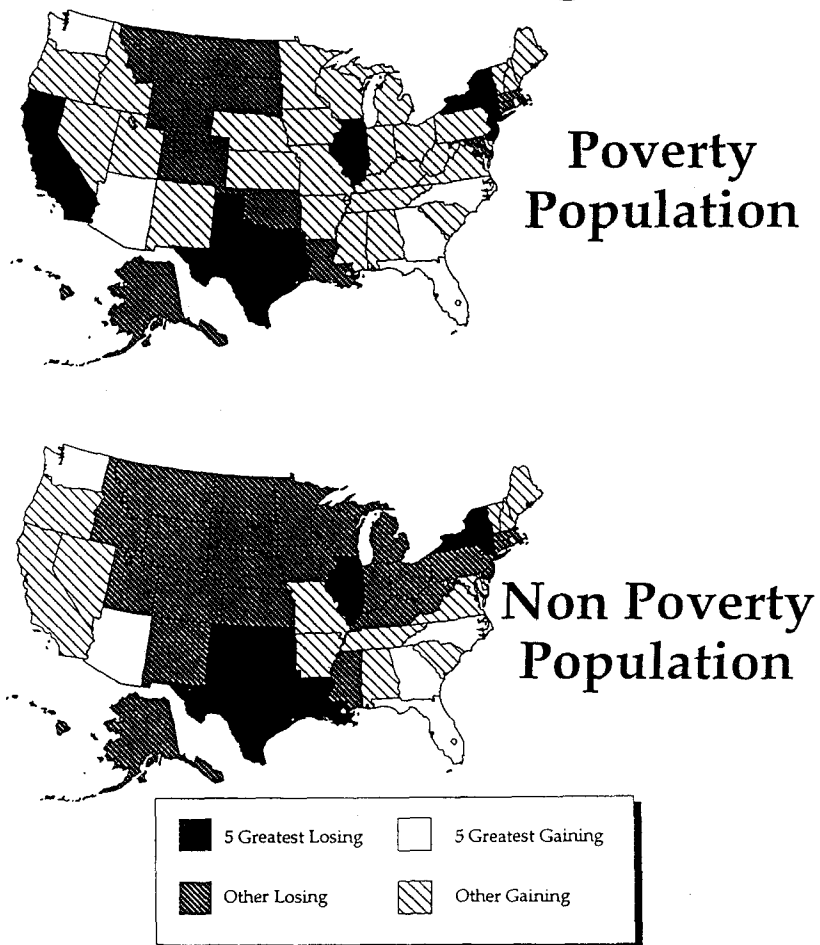 Poverty
Population
Non Poverty
Population
5 Greatest Losing
5 Greatest Gaining
Other Losing
Other Gaining